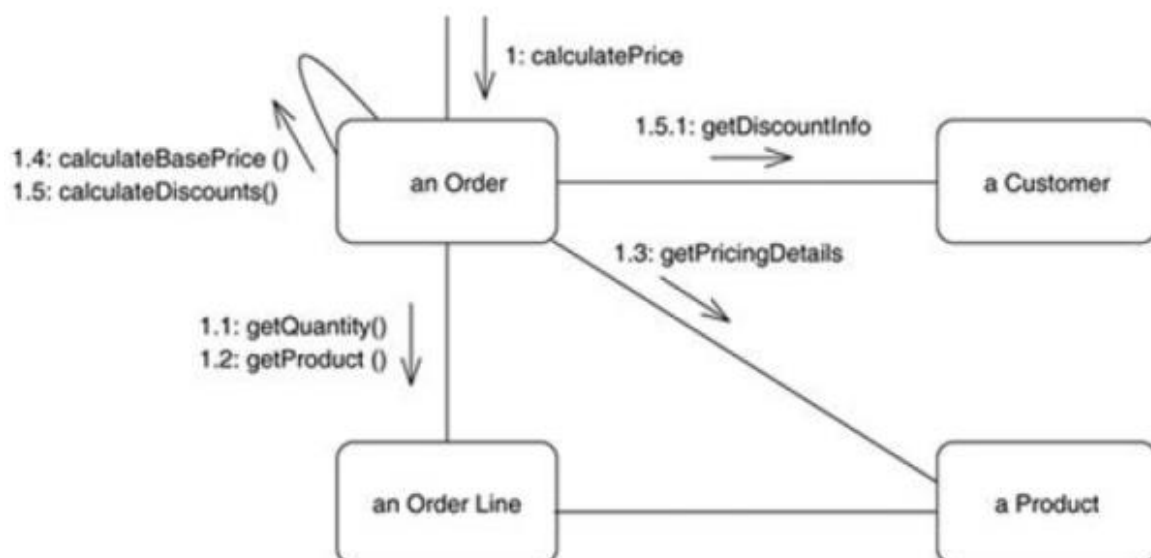 1: calculatePrice
1.5.1: getDiscountInfo
1.4: calculateBasePrice ()
1.5: calculateDiscounts()
an Order
a Customer
1.3: getPricingDetails
1.1: getQuantity()
1.2: getProduct ()
an Order Line
a Product